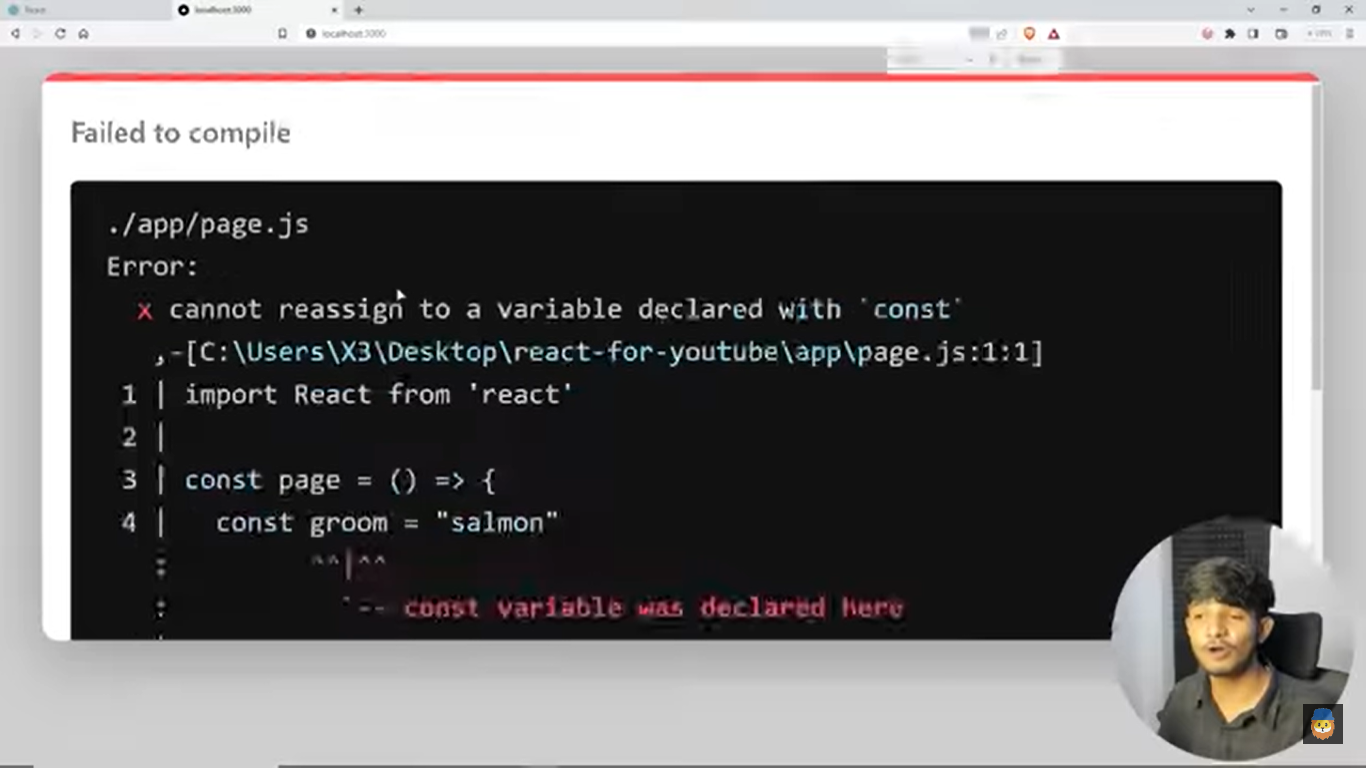 React
localhost:3000
localhost:3000
Failed to compile
./app/page.js
Error:
x cannot reassign to a variable declared with `const`
,-[C:\Users\X3\Desktop\react-for-youtube\app\page.js:1:1]
1 | import React from 'react'
2 |
3 | const page = () => {
4 |   const groom = "salmon"
:         ^^|^^
:           `-- const variable was declared here